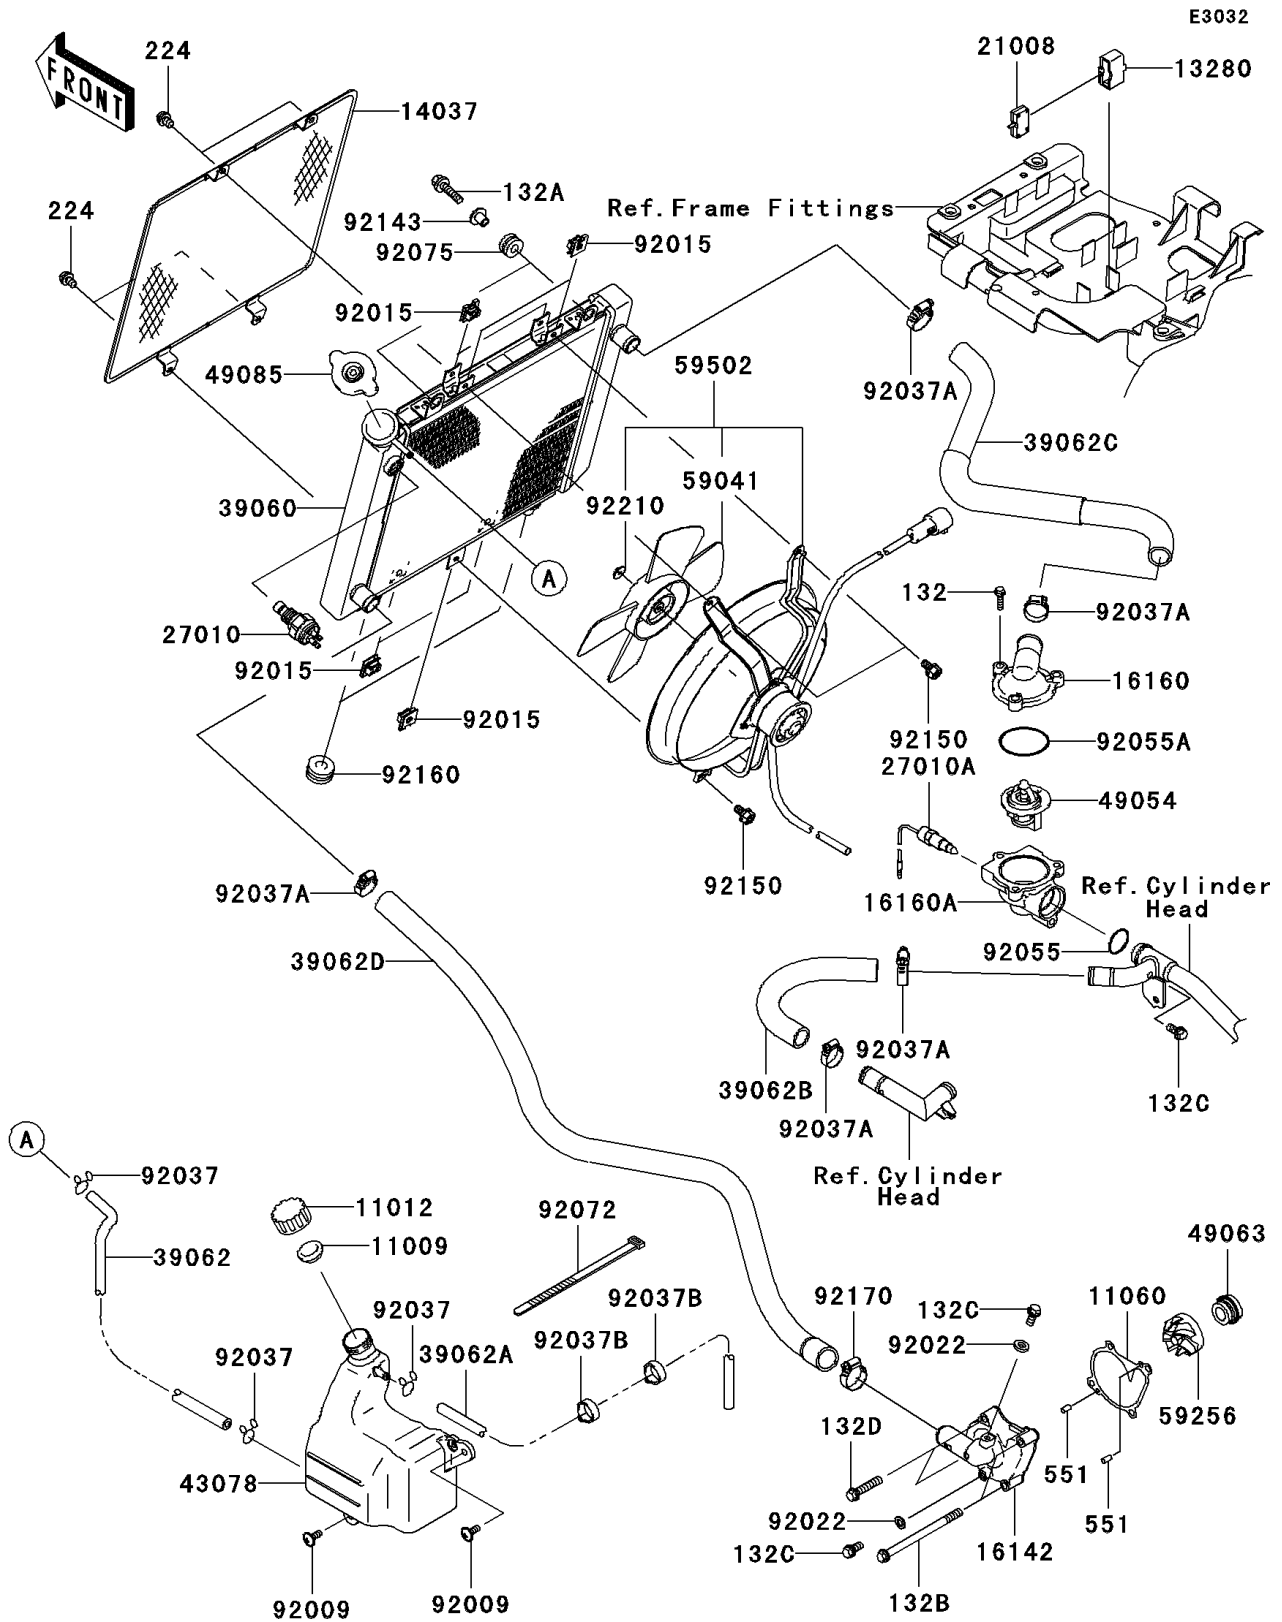 E3032
224
21008
13280
FRONT
14037
132A
Ref.Frame Fittings
224
92143
92075
92015
92015
49085
59502
92037A
39062C
59041
39060
92210
A
132
92037A
27010
92015
16160
92015
92150
92055A
92160
27010A
49054
92150
92037A
16160A
Ref.Cylinder
Head
92055
39062D
92037A
39062B
132C
92037A
A
92037
Ref.Cylinder
Head
11012
92072
49063
39062
11009
92170
11060
92037
92037B
132C
92037
39062A
92037B
92022
59256
132D
43078
551
92022
551
132C
16142
92009
92009
132B